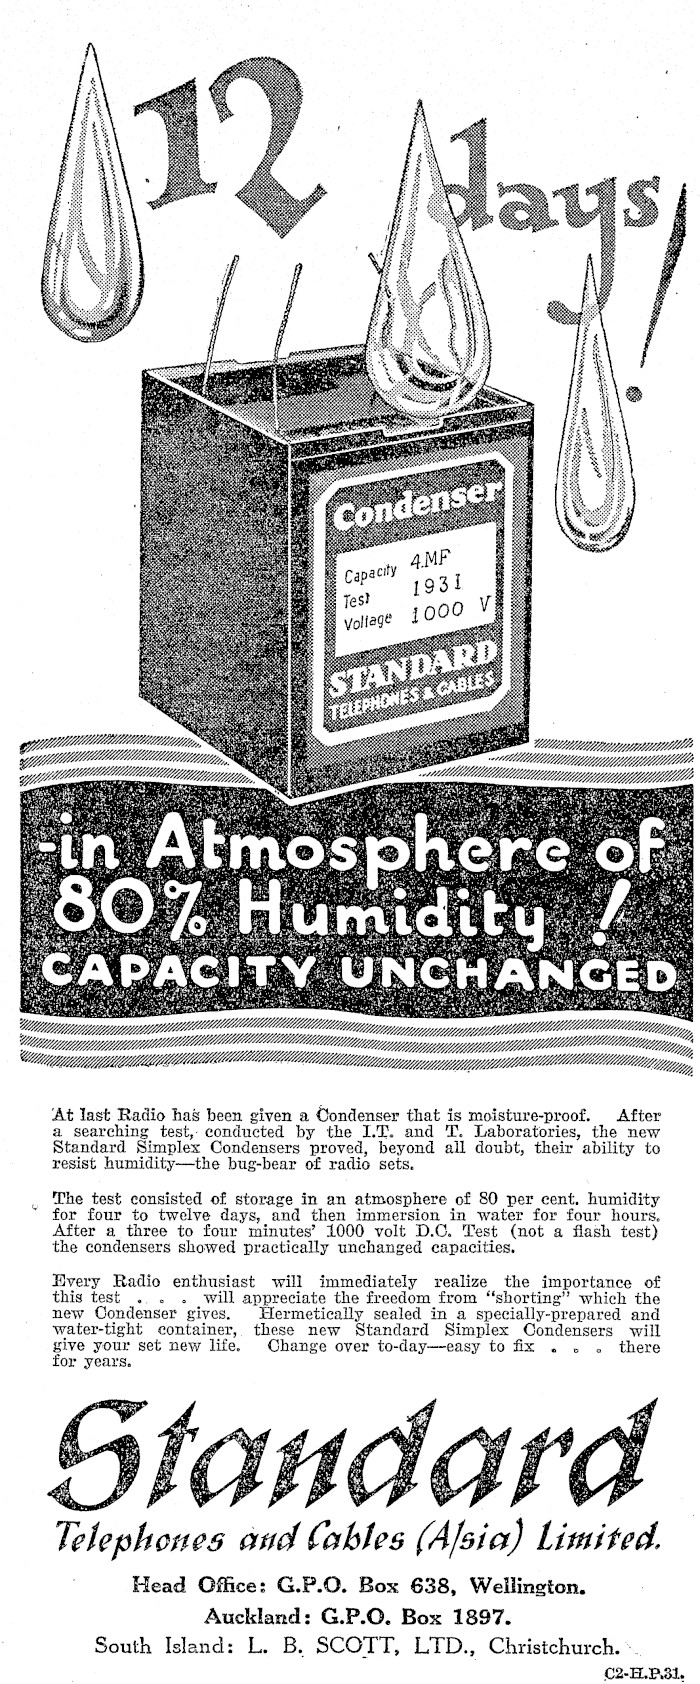 12 days!
Condenser
Capacity 4MF
Test 1931
Voltage 1000 V
STANDARD
TELEPHONES & CABLES
-in Atmosphere of
80% Humidity!
CAPACITY UNCHANGED
At last Radio has been given a Condenser that is moisture-proof. After
a searching test, conducted by the I.T. and T. Laboratories, the new
Standard Simplex Condensers proved, beyond all doubt, their ability to
resist humidity—the bug-bear of radio sets.
The test consisted of storage in an atmosphere of 80 per cent. humidity
for four to twelve days, and then immersion in water for four hours.
After a three to four minutes' 1000 volt D.C. Test (not a flash test)
the condensers showed practically unchanged capacities.
Every Radio enthusiast will immediately realize the importance of
this test . . . will appreciate the freedom from "shorting" which the
new Condenser gives. Hermetically sealed in a specially-prepared and
water-tight container, these new Standard Simplex Condensers will
give your set new life. Change over to-day—easy to fix . . . there
for years.
Standard
Telephones and Cables (A/sia) Limited.
Head Office: G.P.O. Box 638, Wellington.
Auckland: G.P.O. Box 1897.
South Island: L. B. SCOTT, LTD., Christchurch.
C2-H.P.31.